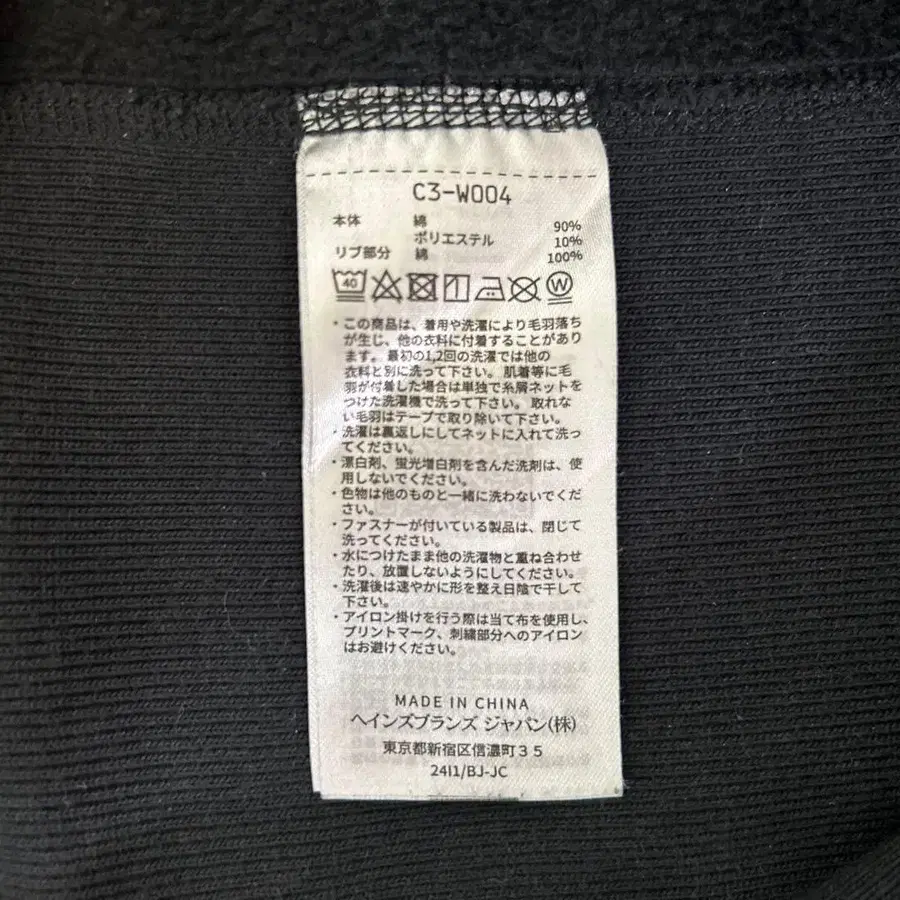 C3-W004
本体 綿 90%
ポリエステル 10%
リブ部分 綿 100%
40 W
・この商品は、着用や洗濯により毛羽落ち
が生じ、他の衣料に付着することがあり
ます。最初の1,2回の洗濯では他の
衣料と別に洗って下さい。肌着等に毛
羽が付着した場合は単独で糸屑ネットを
つけた洗濯機で洗って下さい。取れな
い毛羽はテープで取り除いて下さい。
・洗濯は裏返しにしてネットに入れて洗っ
てください。
・漂白剤、蛍光増白剤を含んだ洗剤は、使
用しないでください。
・色物は他のものと一緒に洗わないでくだ
さい。
・ファスナーが付いている製品は、閉じて
洗ってください。
・水につけたまま他の洗濯物と重ね合わせ
たり、放置しないようにしてください。
・洗濯後は速やかに形を整え日陰で干して
下さい。
・アイロン掛けを行う際は当て布を使用し、
プリントマーク、刺繍部分へのアイロン
はお避けください。
MADE IN CHINA
ヘインズブランズ ジャパン(株)
東京都新宿区信濃町35
24I1/BJ-JC